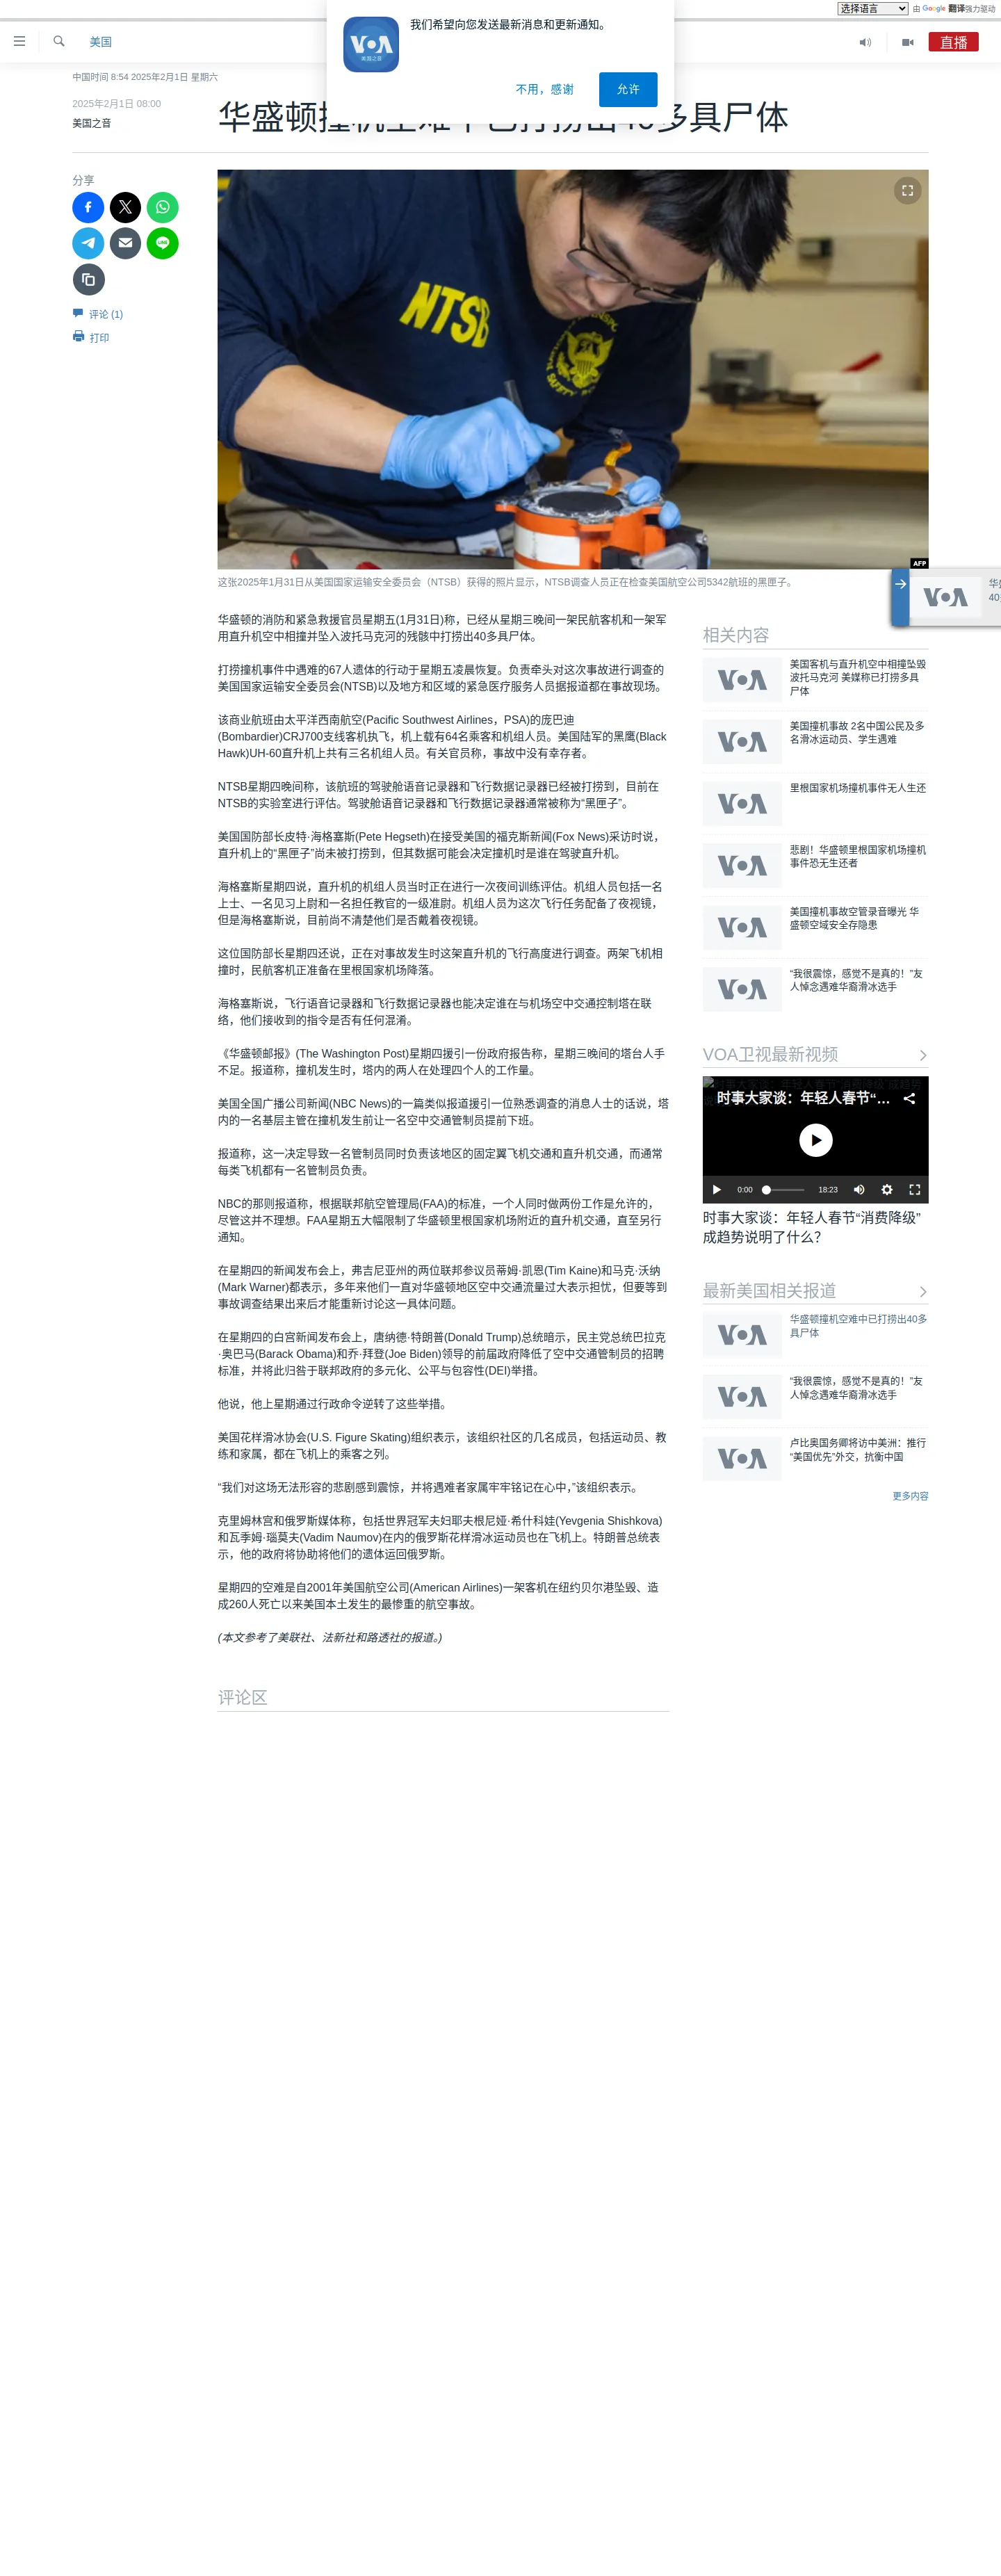 选择语言
由 Google 翻译强力驱动
我们希望向您发送最新消息和更新通知。
VOA
美国之音
不用，感谢
允许
美国
直播
中国时间 8:54 2025年2月1日 星期六
2025年2月1日 08:00
美国之音
华盛顿撞机空难中已打捞出40多具尸体
分享
评论 (1)
打印
NTSB
AFP
这张2025年1月31日从美国国家运输安全委员会（NTSB）获得的照片显示，NTSB调查人员正在检查美国航空公司5342航班的黑匣子。
华盛顿的消防和紧急救援官员星期五(1月31日)称，已经从星期三晚间一架民航客机和一架军
用直升机空中相撞并坠入波托马克河的残骸中打捞出40多具尸体。
打捞撞机事件中遇难的67人遗体的行动于星期五凌晨恢复。负责牵头对这次事故进行调查的
美国国家运输安全委员会(NTSB)以及地方和区域的紧急医疗服务人员据报道都在事故现场。
该商业航班由太平洋西南航空(Pacific Southwest Airlines，PSA)的庞巴迪
(Bombardier)CRJ700支线客机执飞，机上载有64名乘客和机组人员。美国陆军的黑鹰(Black
Hawk)UH-60直升机上共有三名机组人员。有关官员称，事故中没有幸存者。
NTSB星期四晚间称，该航班的驾驶舱语音记录器和飞行数据记录器已经被打捞到，目前在
NTSB的实验室进行评估。驾驶舱语音记录器和飞行数据记录器通常被称为“黑匣子”。
美国国防部长皮特·海格塞斯(Pete Hegseth)在接受美国的福克斯新闻(Fox News)采访时说，
直升机上的“黑匣子”尚未被打捞到，但其数据可能会决定撞机时是谁在驾驶直升机。
海格塞斯星期四说，直升机的机组人员当时正在进行一次夜间训练评估。机组人员包括一名
上士、一名见习上尉和一名担任教官的一级准尉。机组人员为这次飞行任务配备了夜视镜，
但是海格塞斯说，目前尚不清楚他们是否戴着夜视镜。
这位国防部长星期四还说，正在对事故发生时这架直升机的飞行高度进行调查。两架飞机相
撞时，民航客机正准备在里根国家机场降落。
海格塞斯说，飞行语音记录器和飞行数据记录器也能决定谁在与机场空中交通控制塔在联
络，他们接收到的指令是否有任何混淆。
《华盛顿邮报》(The Washington Post)星期四援引一份政府报告称，星期三晚间的塔台人手
不足。报道称，撞机发生时，塔内的两人在处理四个人的工作量。
美国全国广播公司新闻(NBC News)的一篇类似报道援引一位熟悉调查的消息人士的话说，塔
内的一名基层主管在撞机发生前让一名空中交通管制员提前下班。
报道称，这一决定导致一名管制员同时负责该地区的固定翼飞机交通和直升机交通，而通常
每类飞机都有一名管制员负责。
NBC的那则报道称，根据联邦航空管理局(FAA)的标准，一个人同时做两份工作是允许的，
尽管这并不理想。FAA星期五大幅限制了华盛顿里根国家机场附近的直升机交通，直至另行
通知。
在星期四的新闻发布会上，弗吉尼亚州的两位联邦参议员蒂姆·凯恩(Tim Kaine)和马克·沃纳
(Mark Warner)都表示，多年来他们一直对华盛顿地区空中交通流量过大表示担忧，但要等到
事故调查结果出来后才能重新讨论这一具体问题。
在星期四的白宫新闻发布会上，唐纳德·特朗普(Donald Trump)总统暗示，民主党总统巴拉克
·奥巴马(Barack Obama)和乔·拜登(Joe Biden)领导的前届政府降低了空中交通管制员的招聘
标准，并将此归咎于联邦政府的多元化、公平与包容性(DEI)举措。
他说，他上星期通过行政命令逆转了这些举措。
美国花样滑冰协会(U.S. Figure Skating)组织表示，该组织社区的几名成员，包括运动员、教
练和家属，都在飞机上的乘客之列。
“我们对这场无法形容的悲剧感到震惊，并将遇难者家属牢牢铭记在心中，”该组织表示。
克里姆林宫和俄罗斯媒体称，包括世界冠军夫妇耶夫根尼娅·希什科娃(Yevgenia Shishkova)
和瓦季姆·瑙莫夫(Vadim Naumov)在内的俄罗斯花样滑冰运动员也在飞机上。特朗普总统表
示，他的政府将协助将他们的遗体运回俄罗斯。
星期四的空难是自2001年美国航空公司(American Airlines)一架客机在纽约贝尔港坠毁、造
成260人死亡以来美国本土发生的最惨重的航空事故。
(本文参考了美联社、法新社和路透社的报道。)
评论区
VOA
相关内容
VOA
美国客机与直升机空中相撞坠毁
波托马克河 美媒称已打捞多具
尸体
VOA
美国撞机事故 2名中国公民及多
名滑冰运动员、学生遇难
VOA
里根国家机场撞机事件无人生还
VOA
悲剧！华盛顿里根国家机场撞机
事件恐无生还者
VOA
美国撞机事故空管录音曝光 华
盛顿空域安全存隐患
VOA
“我很震惊，感觉不是真的！”友
人悼念遇难华裔滑冰选手
VOA卫视最新视频
时事大家谈：年轻人春节“...
0:00
18:23
时事大家谈：年轻人春节“消费降级”
成趋势说明了什么？
最新美国相关报道
VOA
华盛顿撞机空难中已打捞出40多
具尸体
VOA
“我很震惊，感觉不是真的！”友
人悼念遇难华裔滑冰选手
VOA
卢比奥国务卿将访中美洲：推行
“美国优先”外交，抗衡中国
更多内容